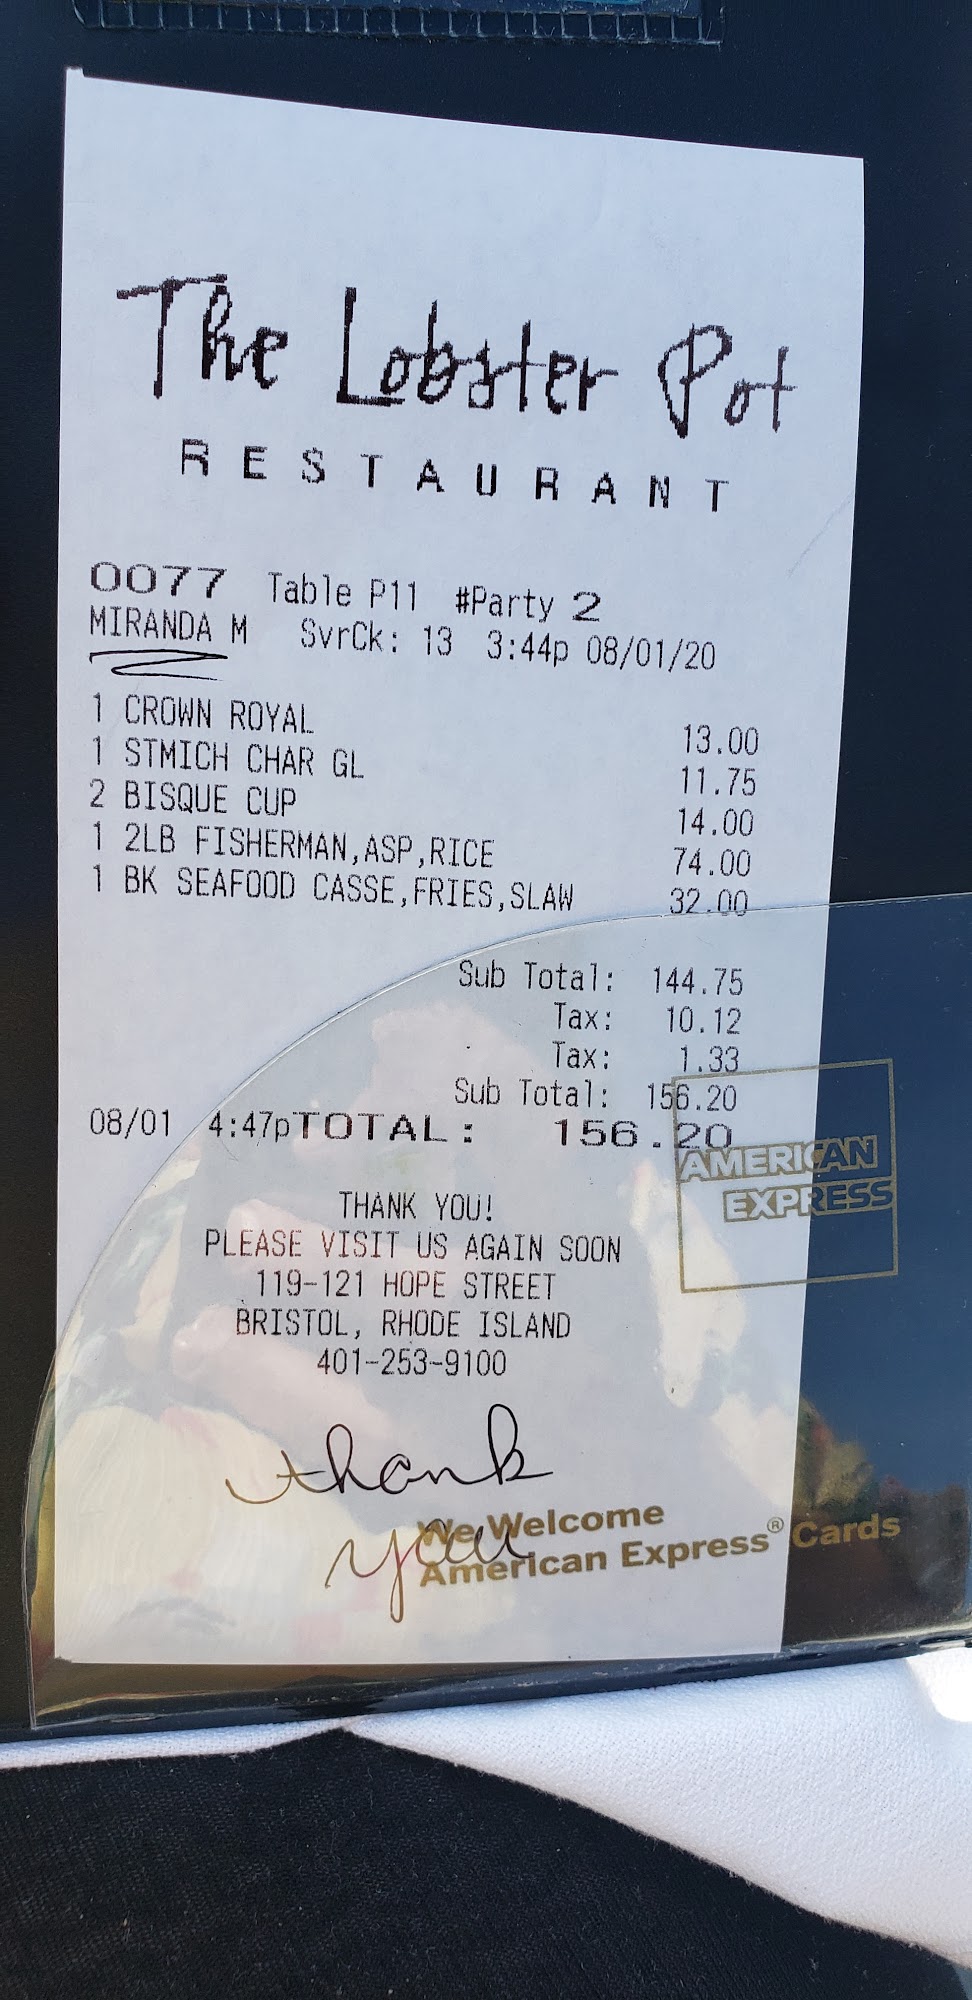 The Lobster Pot
RESTAURANT
0077 Table P11 #Party 2
MIRANDA M SvrCk: 13 3:44p 08/01/20
1 CROWN ROYAL 13.00
1 STMICH CHAR GL 11.75
2 BISQUE CUP 14.00
1 2LB FISHERMAN,ASP,RICE 74.00
1 BK SEAFOOD CASSE,FRIES,SLAW 32.00
Sub Total: 144.75
Tax: 10.12
Tax: 1.33
Sub Total: 156.20
08/01 4:47pTOTAL: 156.20
AMERICAN
EXPRESS
THANK YOU!
PLEASE VISIT US AGAIN SOON
119-121 HOPE STREET
BRISTOL, RHODE ISLAND
401-253-9100
thank
you
We Welcome
American Express® Cards